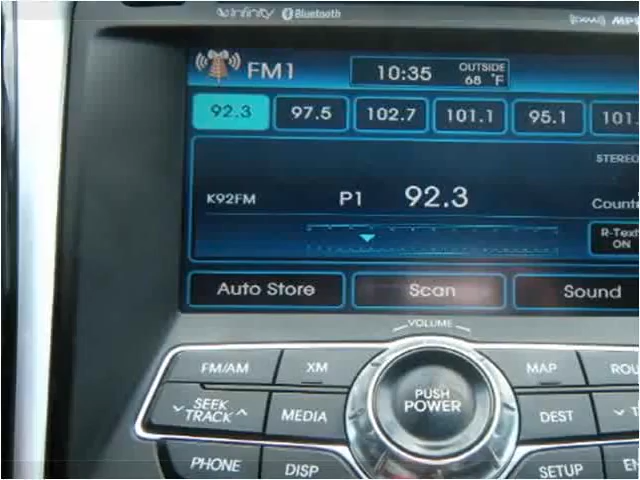 infinity Bluetooth
FM1 10:35 OUTSIDE 68 °F
92.3 97.5 102.7 101.1 95.1 101.
STEREO
K92FM P1 92.3 Count
R-Text ON
Auto Store Scan Sound
VOLUME
FM/AM XM MAP ROU
PUSH POWER
SEEK TRACK MEDIA DEST
PHONE DISP SETUP